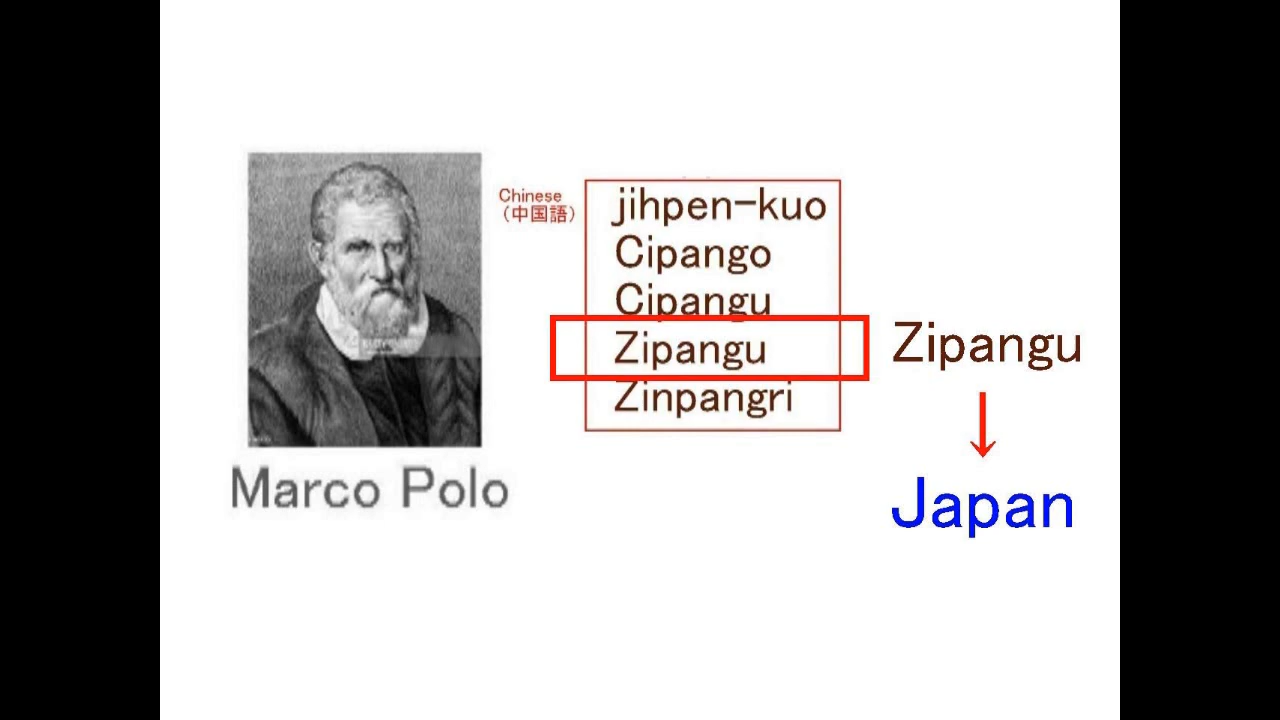 Chinese
（中国語）
jihpen-kuo
Cipango
Cipangu
Zipangu
Zinpangri
Zipangu
↓
Japan
Marco Polo